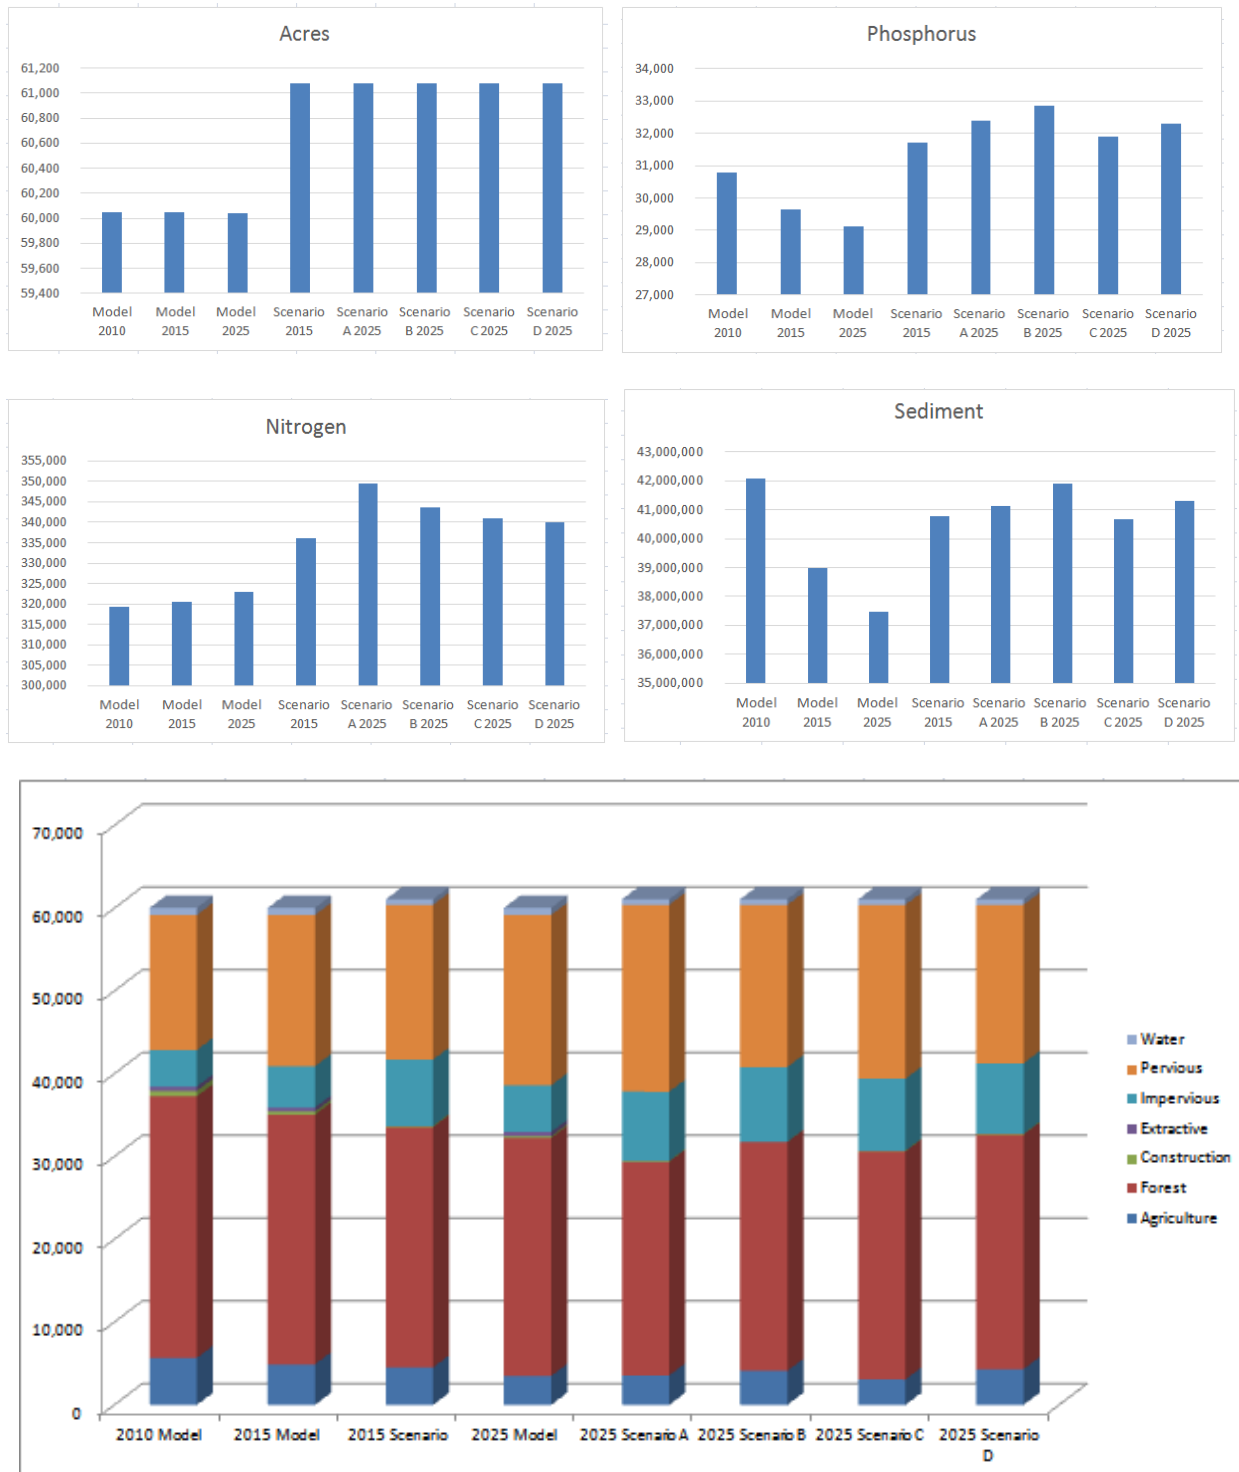 Acres
61,200
61,000
60,800
60,600
60,400
60,200
60,000
59,800
59,600
59,400
Model Model Model Scenario Scenario Scenario Scenario Scenario
2010 2015 2025 2015 A 2025 B 2025 C 2025 D 2025
Phosphorus
34,000
33,000
32,000
31,000
30,000
29,000
28,000
27,000
Model Model Model Scenario Scenario Scenario Scenario Scenario
2010 2015 2025 2015 A 2025 B 2025 C 2025 D 2025
Nitrogen
355,000
350,000
345,000
340,000
335,000
330,000
325,000
320,000
315,000
310,000
305,000
300,000
Model Model Model Scenario Scenario Scenario Scenario Scenario
2010 2015 2025 2015 A 2025 B 2025 C 2025 D 2025
Sediment
43,000,000
42,000,000
41,000,000
40,000,000
39,000,000
38,000,000
37,000,000
36,000,000
35,000,000
Model Model Model Scenario Scenario Scenario Scenario Scenario
2010 2015 2025 2015 A 2025 B 2025 C 2025 D 2025
70,000
60,000
50,000
40,000
30,000
20,000
10,000
0
2010 Model 2015 Model 2015 Scenario 2025 Model 2025 Scenario A 2025 Scenario B 2025 Scenario C 2025 Scenario
D
Water
Pervious
Impervious
Extractive
Construction
Forest
Agriculture